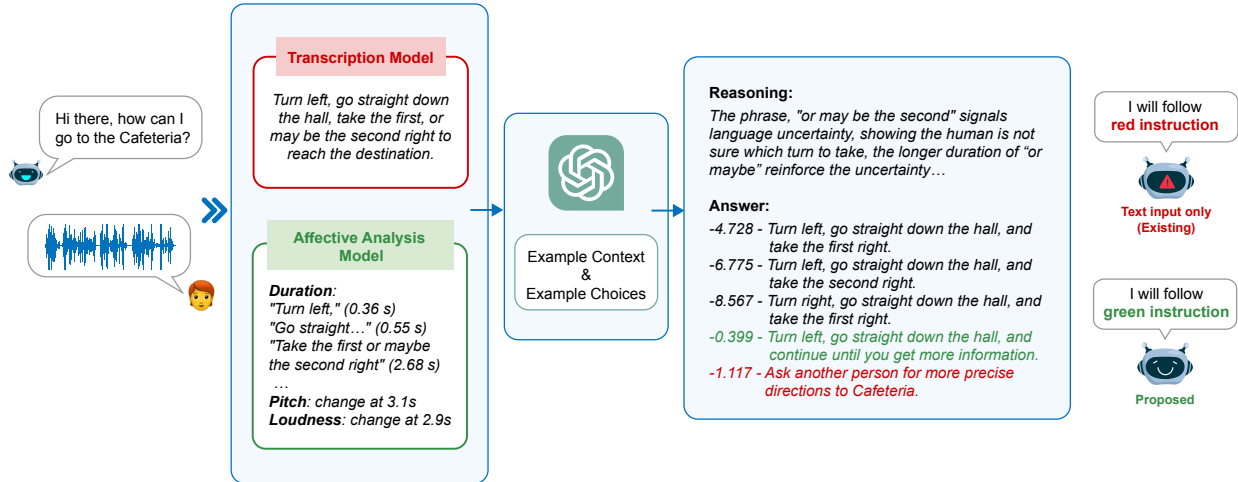 Hi there, how can I
go to the Cafeteria?
Transcription Model
Turn left, go straight down
the hall, take the first, or
may be the second right to
reach the destination.
Affective Analysis
Model
Duration:
"Turn left," (0.36 s)
"Go straight…" (0.55 s)
"Take the first or maybe
the second right" (2.68 s)
…
Pitch: change at 3.1s
Loudness: change at 2.9s
Example Context
&
Example Choices
Reasoning:
The phrase, "or may be the second" signals
language uncertainty, showing the human is not
sure which turn to take, the longer duration of “or
maybe” reinforce the uncertainty…
Answer:
-4.728 - Turn left, go straight down the hall, and
take the first right.
-6.775 - Turn left, go straight down the hall, and
take the second right.
-8.567 - Turn right, go straight down the hall, and
take the first right.
-0.399 - Turn left, go straight down the hall, and
continue until you get more information.
-1.117 - Ask another person for more precise
directions to Cafeteria.
I will follow
red instruction
Text input only
(Existing)
I will follow
green instruction
Proposed